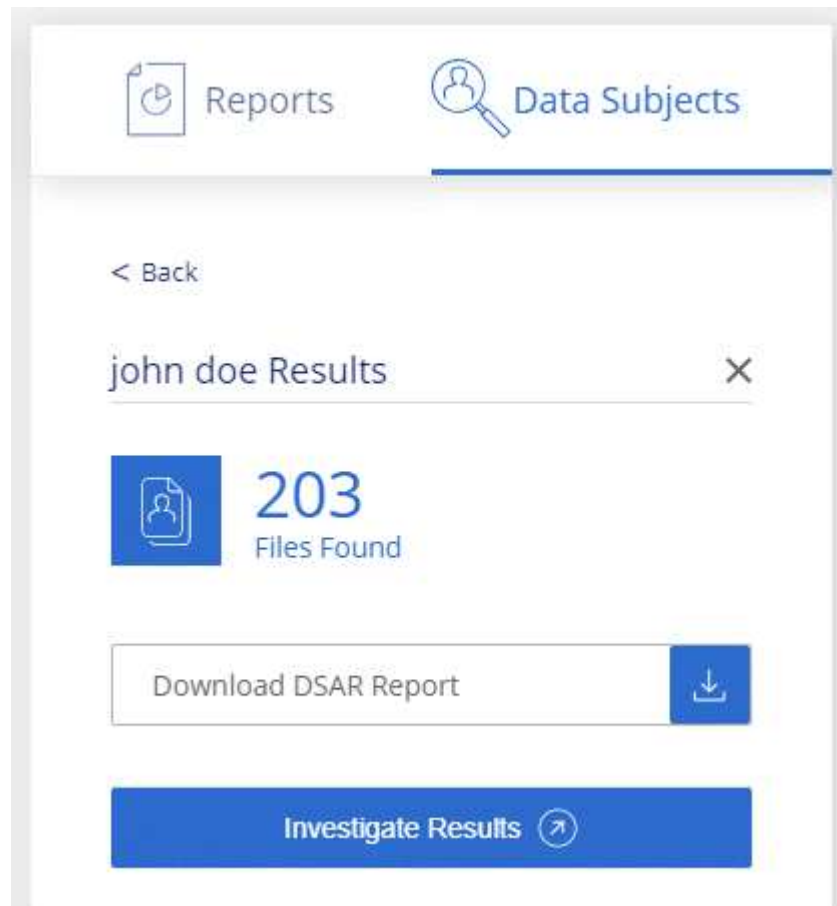 Reports
Data Subjects
< Back
john doe Results
203
Files Found
Download DSAR Report
Investigate Results